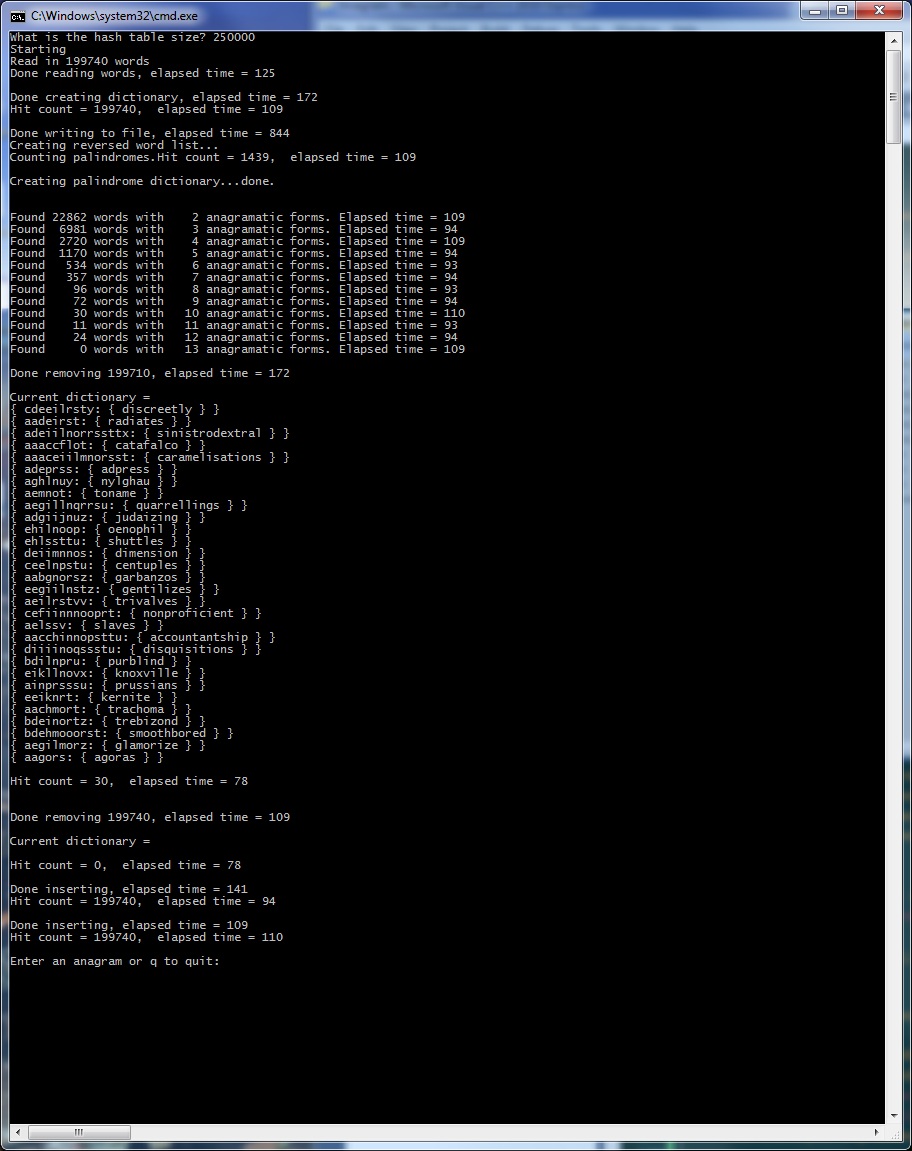 C:\Windows\system32\cmd.exe
What is the hash table size? 250000
Starting
Read in 199740 words
Done reading words, elapsed time = 125
Done creating dictionary, elapsed time = 172
Hit count = 199740,  elapsed time = 109
Done writing to file, elapsed time = 844
Creating reversed word list...
Counting palindromes.Hit count = 1439,  elapsed time = 109
Creating palindrome dictionary...done.
Found 22862 words with    2 anagramatic forms. Elapsed time = 109
Found  6981 words with    3 anagramatic forms. Elapsed time = 94
Found  2720 words with    4 anagramatic forms. Elapsed time = 109
Found  1170 words with    5 anagramatic forms. Elapsed time = 94
Found   534 words with    6 anagramatic forms. Elapsed time = 93
Found   357 words with    7 anagramatic forms. Elapsed time = 94
Found    96 words with    8 anagramatic forms. Elapsed time = 93
Found    72 words with    9 anagramatic forms. Elapsed time = 94
Found    30 words with   10 anagramatic forms. Elapsed time = 110
Found    11 words with   11 anagramatic forms. Elapsed time = 93
Found    24 words with   12 anagramatic forms. Elapsed time = 94
Found     0 words with   13 anagramatic forms. Elapsed time = 109
Done removing 199710, elapsed time = 172
Current dictionary =
{ cdeeilrsty: { discreetly } }
{ aadeirst: { radiates } }
{ adeiilnorrssttx: { sinistrodextral } }
{ aaaccflot: { catafalco } }
{ aaaceiilmnorsst: { caramelisations } }
{ adeprss: { adpress } }
{ aghlnuy: { nylghau } }
{ aemnot: { toname } }
{ aegillnqrrsu: { quarrellings } }
{ adgiijnuz: { judaizing } }
{ ehilnoop: { oenophil } }
{ ehlssttu: { shuttles } }
{ deiimnnos: { dimension } }
{ ceelnpstu: { centuples } }
{ aabgnorsz: { garbanzos } }
{ eegiilnstz: { gentilizes } }
{ aeilrstvv: { trivalves } }
{ cefiinnnooprt: { nonproficient } }
{ aelssv: { slaves } }
{ aacchinnopsttu: { accountantship } }
{ diiiinoqssstu: { disquisitions } }
{ bdilnpru: { purblind } }
{ eikllnovx: { knoxville } }
{ ainprsssu: { prussians } }
{ eeiknrt: { kernite } }
{ aachmort: { trachoma } }
{ bdeinortz: { trebizond } }
{ bdehmooorst: { smoothbored } }
{ aegilmorz: { glamorize } }
{ aagors: { agoras } }
Hit count = 30,  elapsed time = 78
Done removing 199740, elapsed time = 109
Current dictionary =
Hit count = 0,  elapsed time = 78
Done inserting, elapsed time = 141
Hit count = 199740,  elapsed time = 94
Done inserting, elapsed time = 109
Hit count = 199740,  elapsed time = 110
Enter an anagram or q to quit: